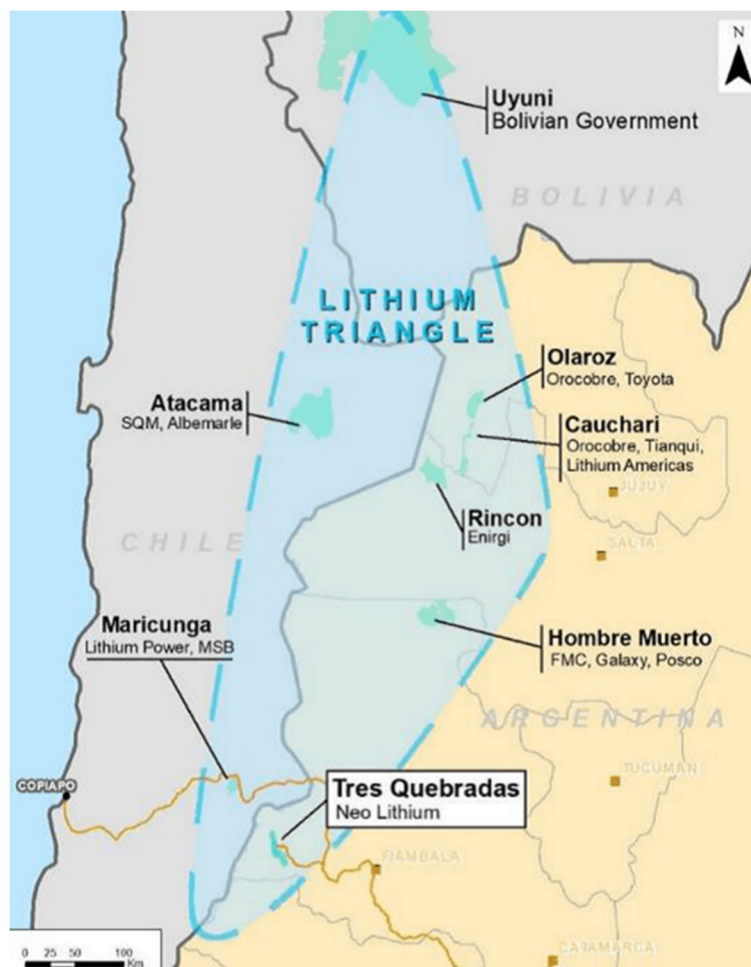 N
Uyuni
Bolivian Government
BOLIVIA
LITHIUM
TRIANGLE
Olaroz
Orocobre, Toyota
Atacama
SQM, Albemarle
Cauchari
Orocobre, Tianqui,
Lithium Americas
JUJUY
Rincon
Enirgi
CHILE
SALTA
Maricunga
Lithium Power, MSB
Hombre Muerto
FMC, Galaxy, Posco
ARGENTINA
COPIAPO
Tres Quebradas
Neo Lithium
TUCUMAN
FIAMBALA
CATAMARCA
0 25 50 100
Km